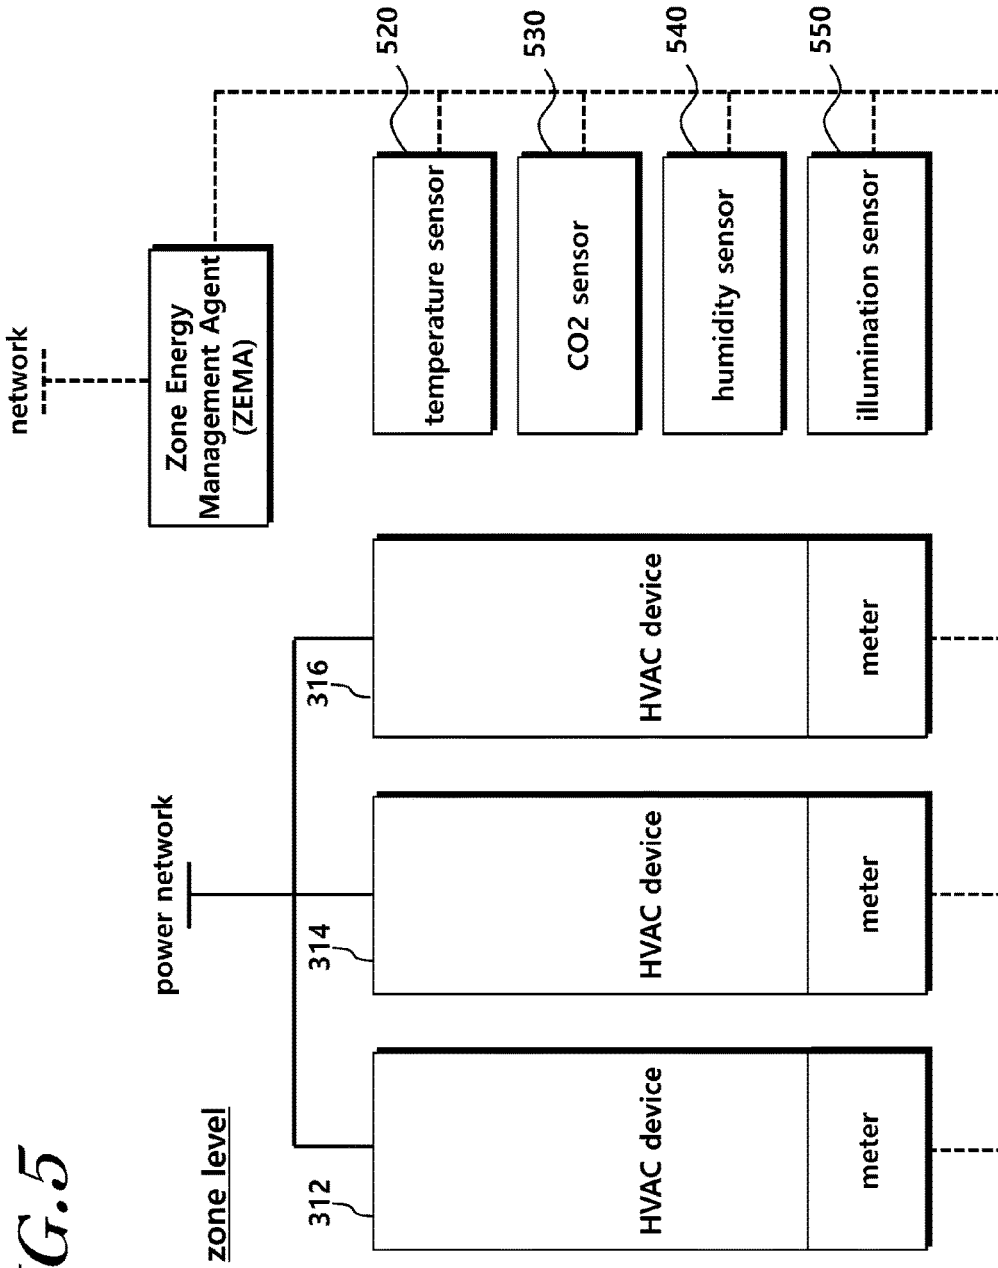 IG.5
zone level
power network
network
Zone Energy
Management Agent
(ZEMA)
312
314
316
520
530
540
550
HVAC device
meter
HVAC device
meter
HVAC device
meter
temperature sensor
CO2 sensor
humidity sensor
illumination sensor